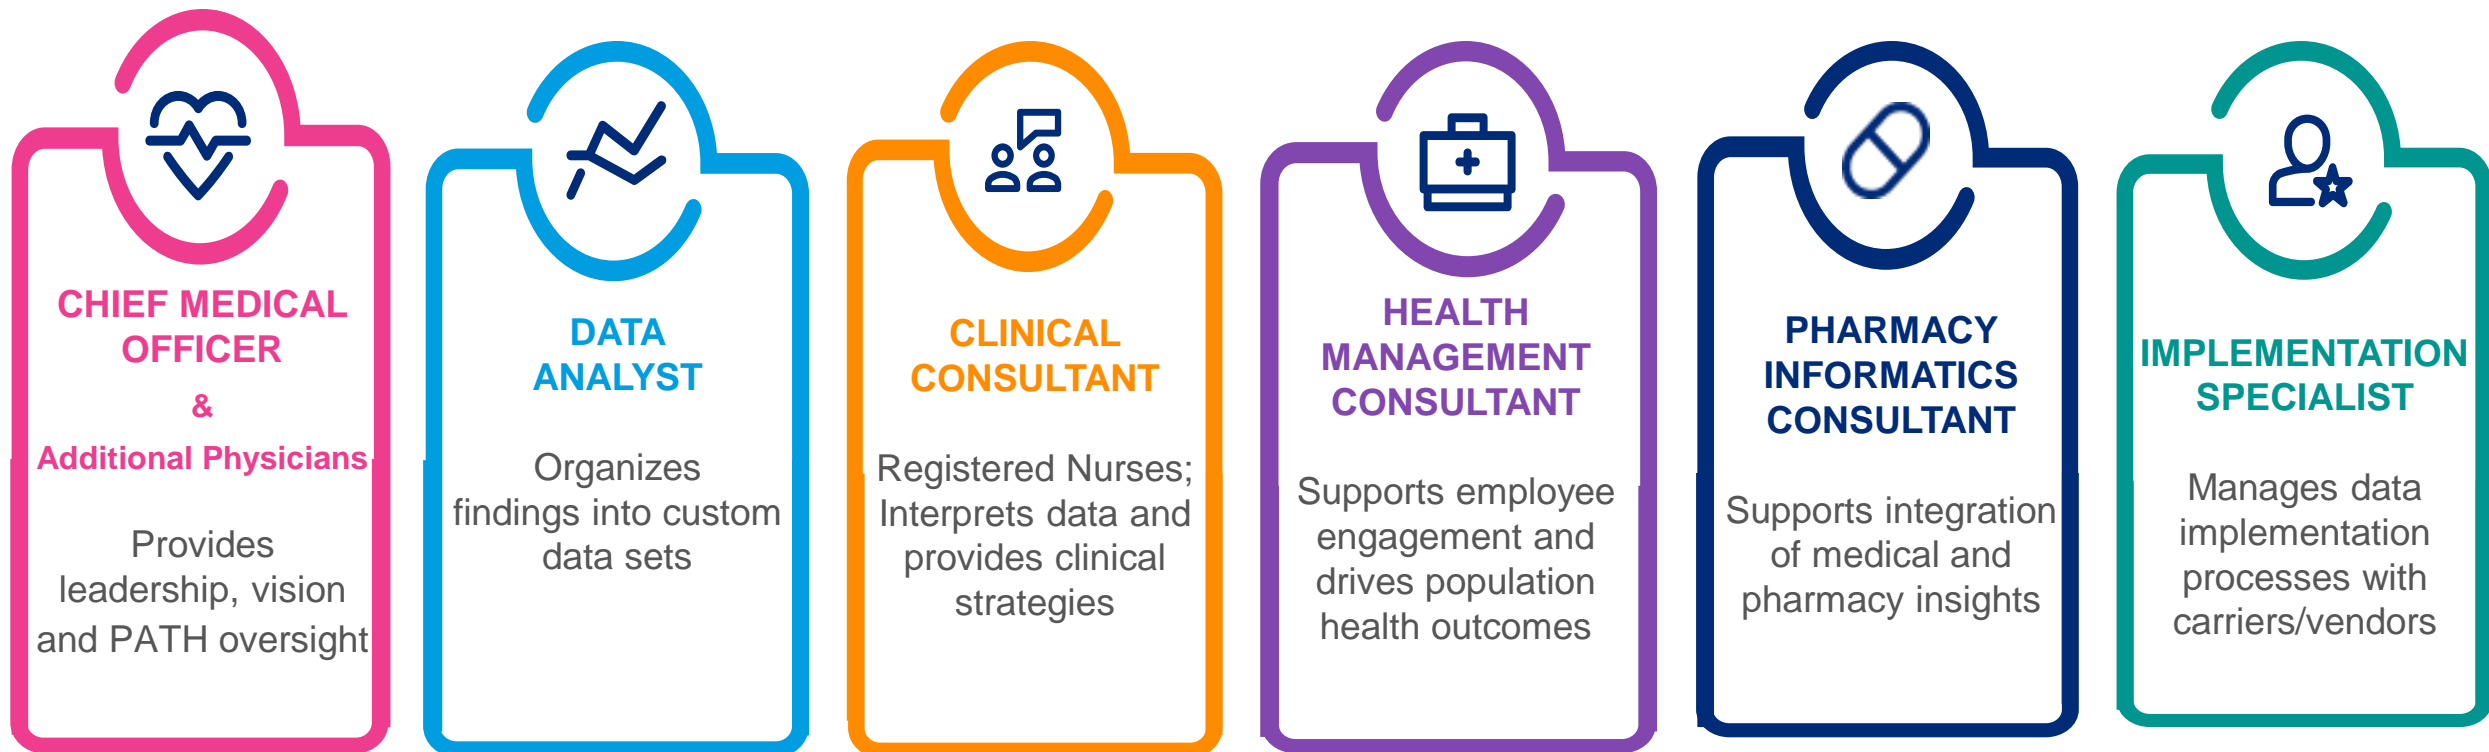 CHIEF MEDICAL
OFFICER
&
Additional Physicians
Provides
leadership, vision
and PATH oversight
DATA
ANALYST
Organizes
findings into custom
data sets
CLINICAL
CONSULTANT
Registered Nurses;
Interprets data and
provides clinical
strategies
HEALTH
MANAGEMENT
CONSULTANT
Supports employee
engagement and
drives population
health outcomes
PHARMACY
INFORMATICS
CONSULTANT
Supports integration
of medical and
pharmacy insights
IMPLEMENTATION
SPECIALIST
Manages data
implementation
processes with
carriers/vendors